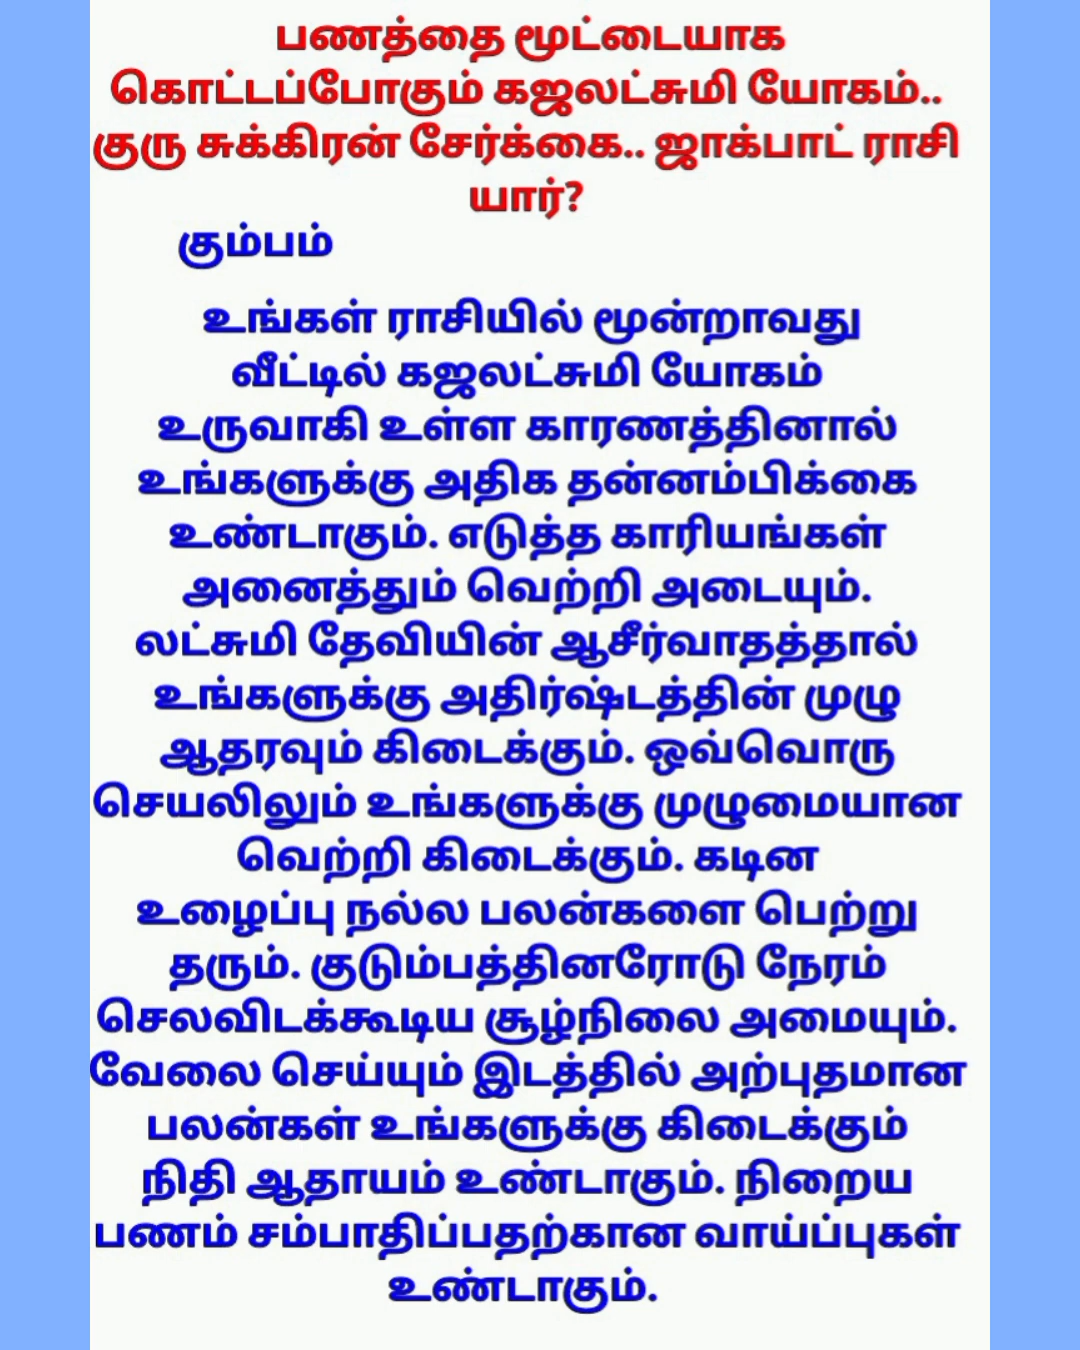 பணத்தை மூட்டையாக
கொட்டப்போகும் கஜலட்சுமி யோகம்..
குரு சுக்கிரன் சேர்க்கை.. ஜாக்பாட் ராசி
யார்?
கும்பம்
உங்கள் ராசியில் மூன்றாவது
வீட்டில் கஜலட்சுமி யோகம்
உருவாகி உள்ள காரணத்தினால்
உங்களுக்கு அதிக தன்னம்பிக்கை
உண்டாகும். எடுத்த காரியங்கள்
அனைத்தும் வெற்றி அடையும்.
லட்சுமி தேவியின் ஆசீர்வாதத்தால்
உங்களுக்கு அதிர்ஷ்டத்தின் முழு
ஆதரவும் கிடைக்கும். ஒவ்வொரு
செயலிலும் உங்களுக்கு முழுமையான
வெற்றி கிடைக்கும். கடின
உழைப்பு நல்ல பலன்களை பெற்று
தரும். குடும்பத்தினரோடு நேரம்
செலவிடக்கூடிய சூழ்நிலை அமையும்.
வேலை செய்யும் இடத்தில் அற்புதமான
பலன்கள் உங்களுக்கு கிடைக்கும்
நிதி ஆதாயம் உண்டாகும். நிறைய
பணம் சம்பாதிப்பதற்கான வாய்ப்புகள்
உண்டாகும்.